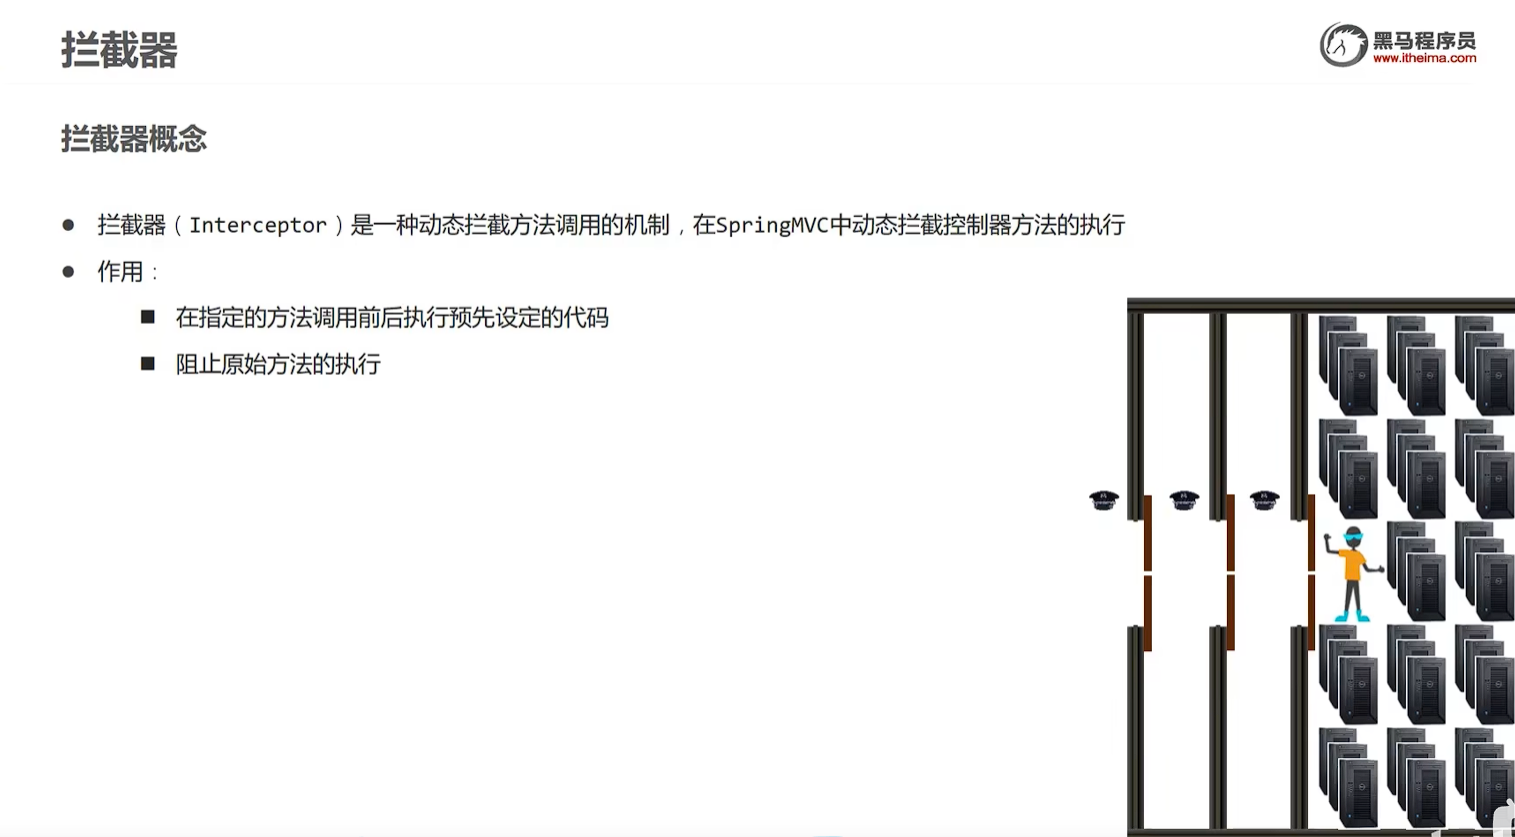 拦截器
黑马程序员
www.itheima.com
拦截器概念
● 拦截器（Interceptor）是一种动态拦截方法调用的机制，在SpringMVC中动态拦截控制器方法的执行
● 作用：
■ 在指定的方法调用前后执行预先设定的代码
■ 阻止原始方法的执行